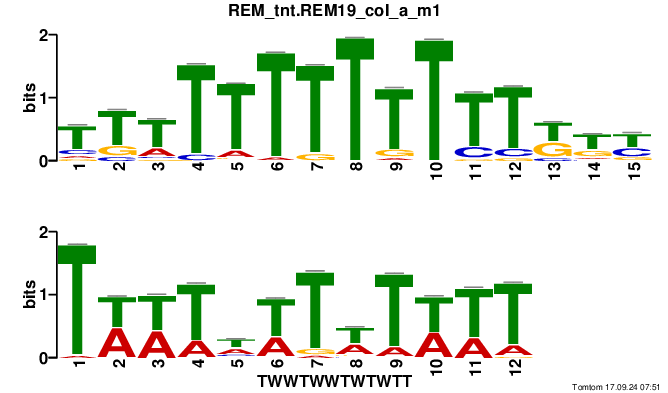 REM_tnt.REM19_col_a_m1
bits
2
1
0
1 2 3 4 5 6 7 8 9 10 11 12 13 14 15
bits
2
1
0
1 2 3 4 5 6 7 8 9 10 11 12
TWWTWWTWTWTT
Tomtom 17.09.24 07:51